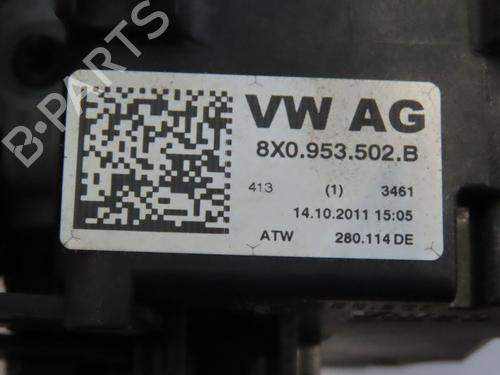 B-PARTS
VW AG
8X0.953.502.B
413 (1) 3461
14.10.2011 15:05
ATW 280.114 DE